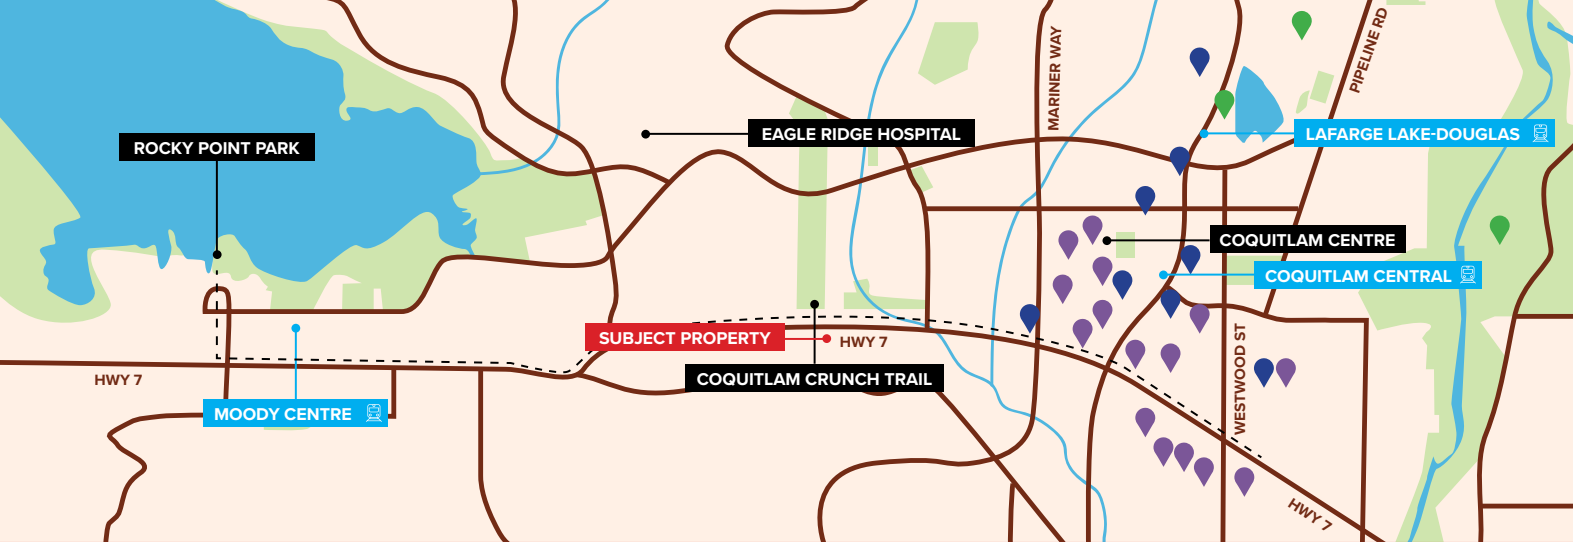 MARINER WAY
PIPELINE RD
EAGLE RIDGE HOSPITAL
LAFARGE LAKE-DOUGLAS
ROCKY POINT PARK
COQUITLAM CENTRE
COQUITLAM CENTRAL
SUBJECT PROPERTY
HWY 7
WESTWOOD ST
COQUITLAM CRUNCH TRAIL
HWY 7
MOODY CENTRE
HWY 7